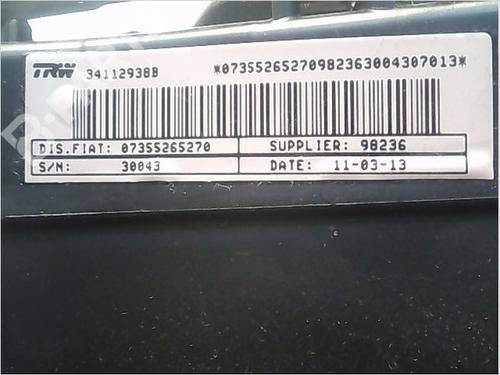 TRW 34112938B *07355265270982363004307013*
DIS.FIAT: 07355265270 SUPPLIER: 98236
S/N: 30043 DATE: 11-03-13